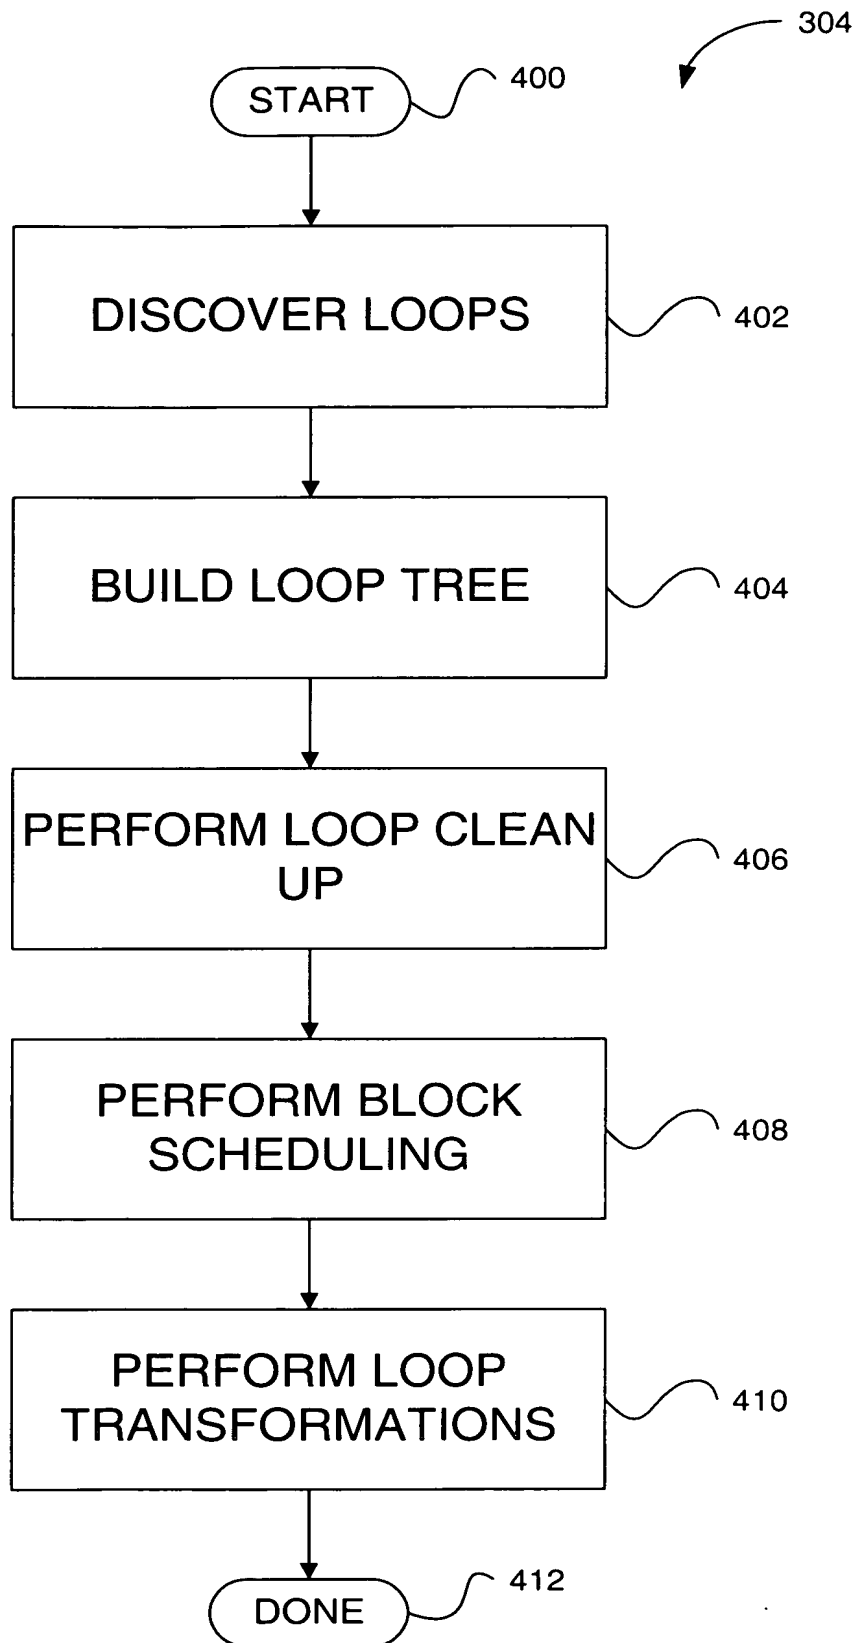 304
START
400
DISCOVER LOOPS
402
BUILD LOOP TREE
404
PERFORM LOOP CLEAN
UP
406
PERFORM BLOCK
SCHEDULING
408
PERFORM LOOP
TRANSFORMATIONS
410
DONE
412